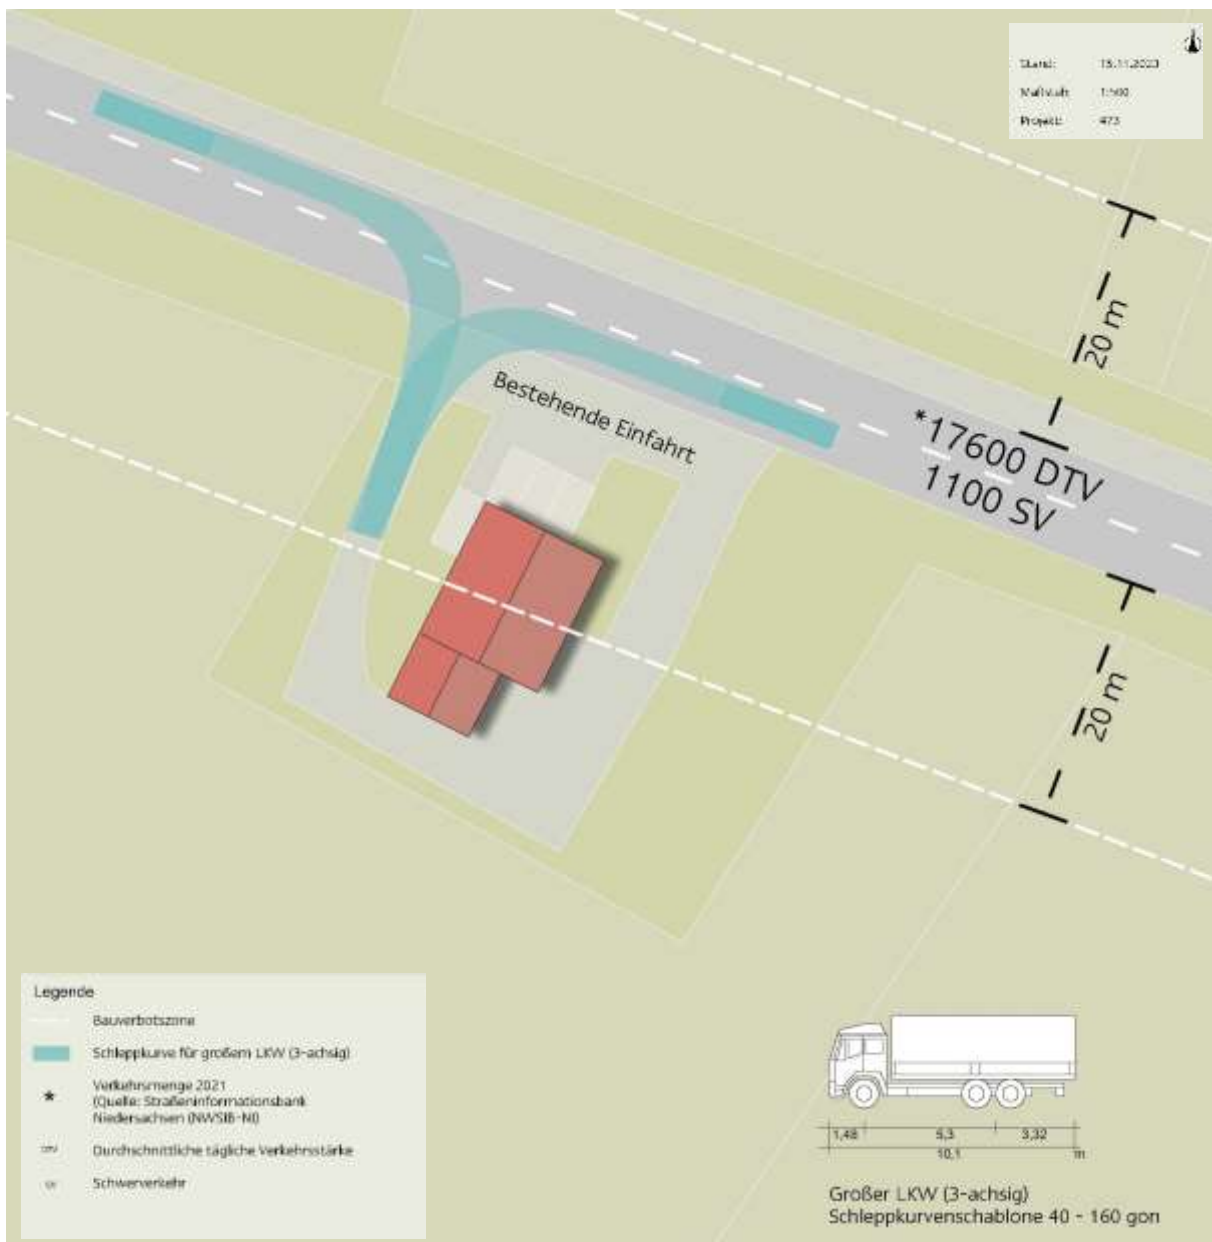 Stand: 15.11.2023
Maßstab: 1:500
Projekt: 473
20 m
Bestehende Einfahrt
*17600 DTV
1100 SV
20 m
Legende
Bauverbotszone
Schleppkurve für großem LKW (3-achsig)
* Verkehrsmenge 2021
(Quelle: Straßeninformationsbank
Niedersachsen (NWSIB-NI)
DTV Durchschnittliche tägliche Verkehrsstärke
SV Schwerverkehr
1,48 5,3 3,32
10,1 m
Großer LKW (3-achsig)
Schleppkurvenschablone 40 - 160 gon